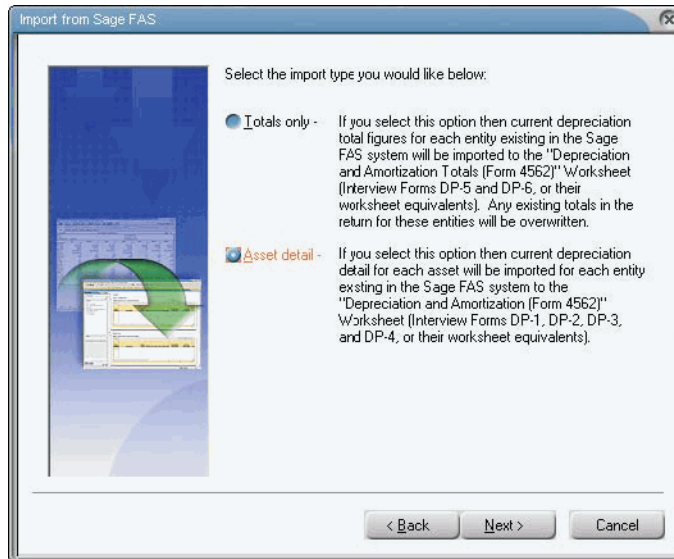 Import from Sage FAS
Select the import type you would like below:
Totals only -
If you select this option then current depreciation
total figures for each entity existing in the Sage
FAS system will be imported to the "Depreciation
and Amortization Totals (Form 4562)" Worksheet
(Interview Forms DP-5 and DP-6, or their
worksheet equivalents). Any existing totals in the
return for these entities will be overwritten.
Asset detail -
If you select this option then current depreciation
detail for each asset will be imported for each entity
existing in the Sage FAS system to the
"Depreciation and Amortization (Form 4562)"
Worksheet (Interview Forms DP-1, DP-2, DP-3,
and DP-4, or their worksheet equivalents).
< Back
Next >
Cancel